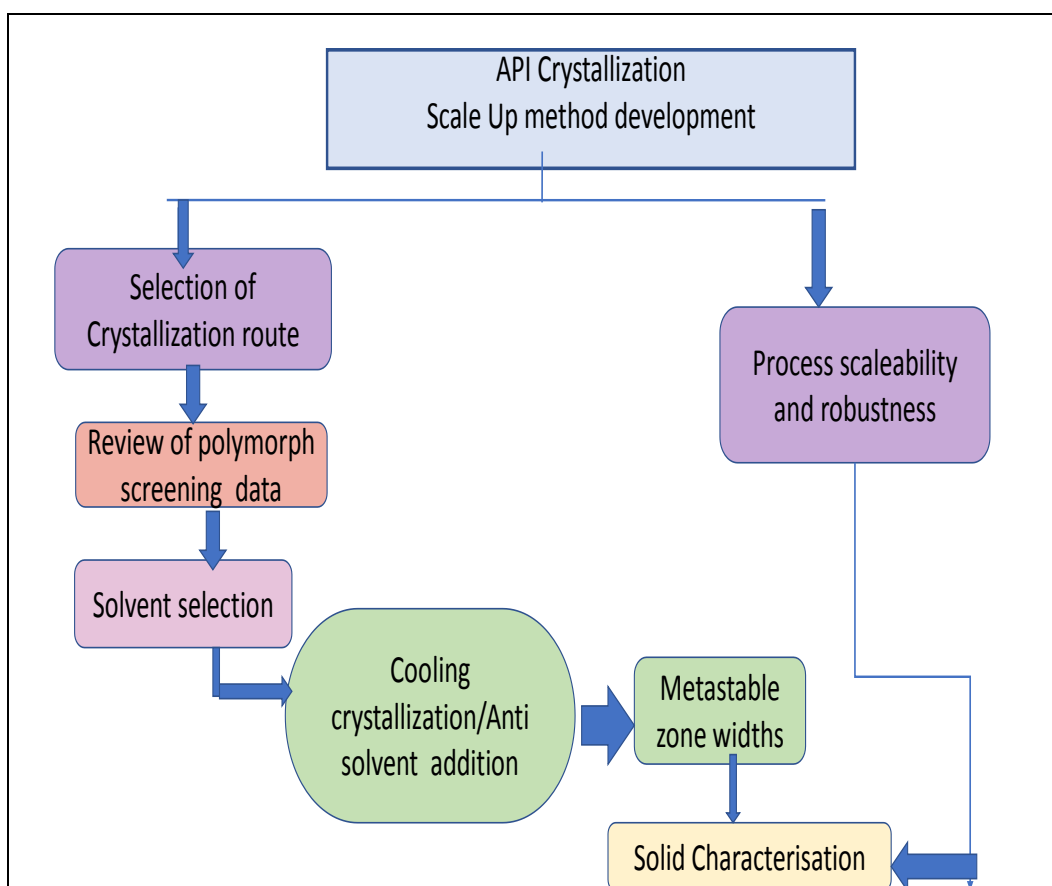 API Crystallization
Scale Up method development
Selection of
Crystallization route
Process scaleability
and robustness
Review of polymorph
screening data
Solvent selection
Cooling
crystallization/Anti
solvent addition
Metastable
zone widths
Solid Characterisation